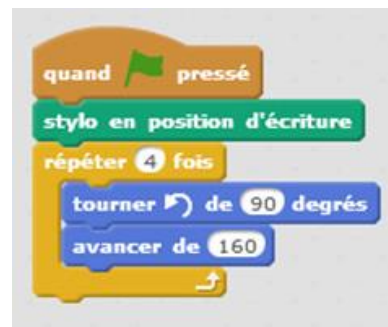 quand pressé
stylo en position d'écriture
répéter 4 fois
tourner de 90 degrés
avancer de 160